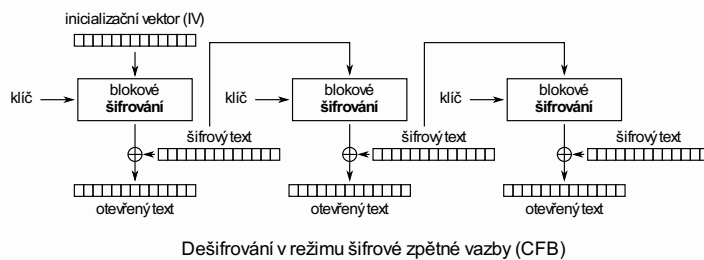 inicializační vektor (IV)
klíč
blokové
šifrování
klíč
blokové
šifrování
klíč
blokové
šifrování
šifrový text
šifrový text
šifrový text
otevřený text
otevřený text
otevřený text
Dešifrování v režimu šifrové zpětné vazby (CFB)